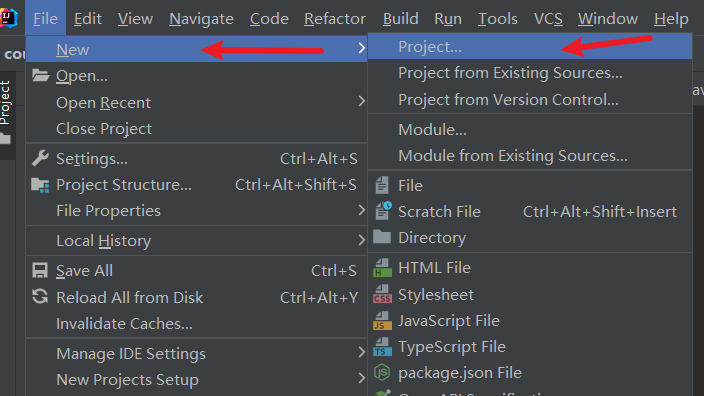 File Edit View Navigate Code Refactor Build Run Tools VCS Window Help
cou
Project
New
Open...
Open Recent
Close Project
Settings... Ctrl+Alt+S
Project Structure... Ctrl+Alt+Shift+S
File Properties
Local History
Save All Ctrl+S
Reload All from Disk Ctrl+Alt+Y
Invalidate Caches...
Manage IDE Settings
New Projects Setup
Project...
Project from Existing Sources...
Project from Version Control...
Module...
Module from Existing Sources...
File
Scratch File Ctrl+Alt+Shift+Insert
Directory
HTML File
Stylesheet
JavaScript File
TypeScript File
package.json File